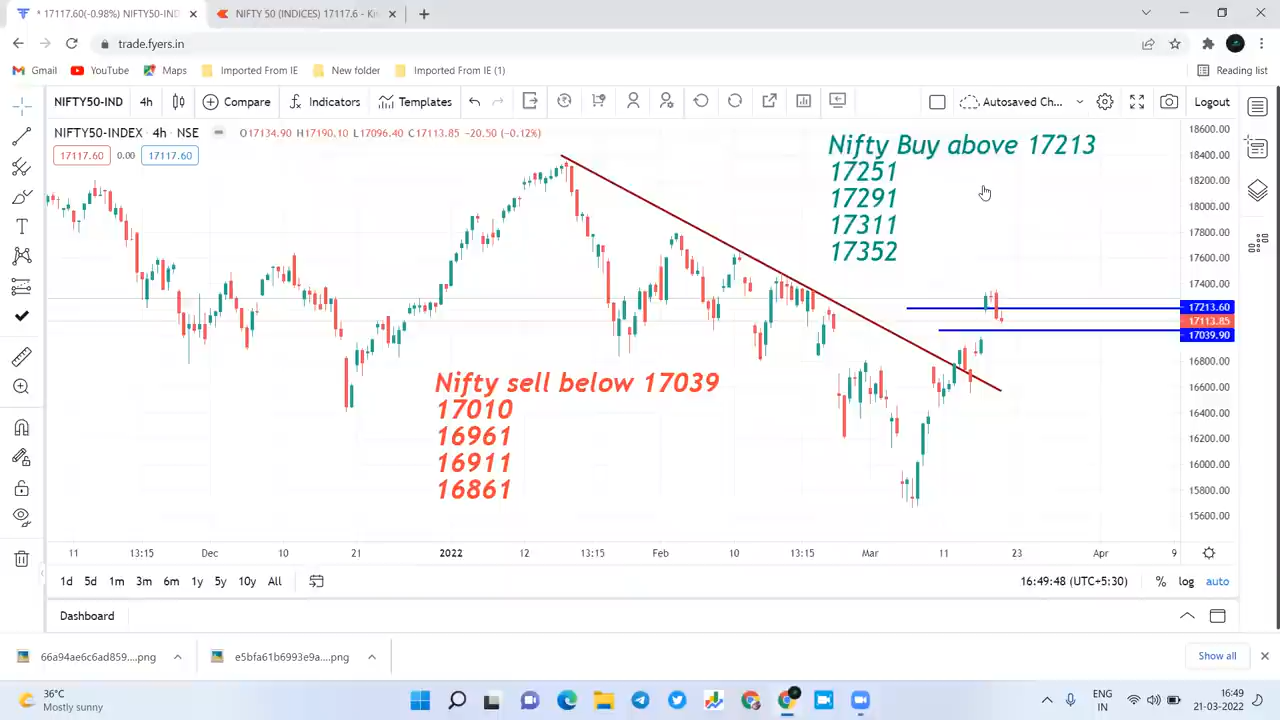 * 17117.60(-0.98%) NIFTY50-IND
NIFTY 50 (INDICES) 17117.6 - Kit
trade.fyers.in
Gmail YouTube Maps Imported From IE New folder Imported From IE (1) Reading list
NIFTY50-IND 4h Compare Indicators Templates Autosaved Ch... Logout
NIFTY50-INDEX · 4h · NSE O17134.90 H17190.10 L17096.40 C17113.85 -20.50 (-0.12%)
17117.60 0.00 17117.60
Nifty Buy above 17213
17251
17291
17311
17352
Nifty sell below 17039
17010
16961
16911
16861
18600.00
18400.00
18200.00
18000.00
17800.00
17600.00
17400.00
17213.60
17113.85
17039.90
16800.00
16600.00
16400.00
16200.00
16000.00
15800.00
15600.00
11 13:15 Dec 10 21 2022 12 13:15 Feb 10 13:15 Mar 11 23 Apr 9
1d 5d 1m 3m 6m 1y 5y 10y All 16:49:48 (UTC+5:30) % log auto
Dashboard
66a94ae6c6ad859....png e5bfa61b6993e9a....png Show all
36°C
Mostly sunny
ENG
IN
16:49
21-03-2022